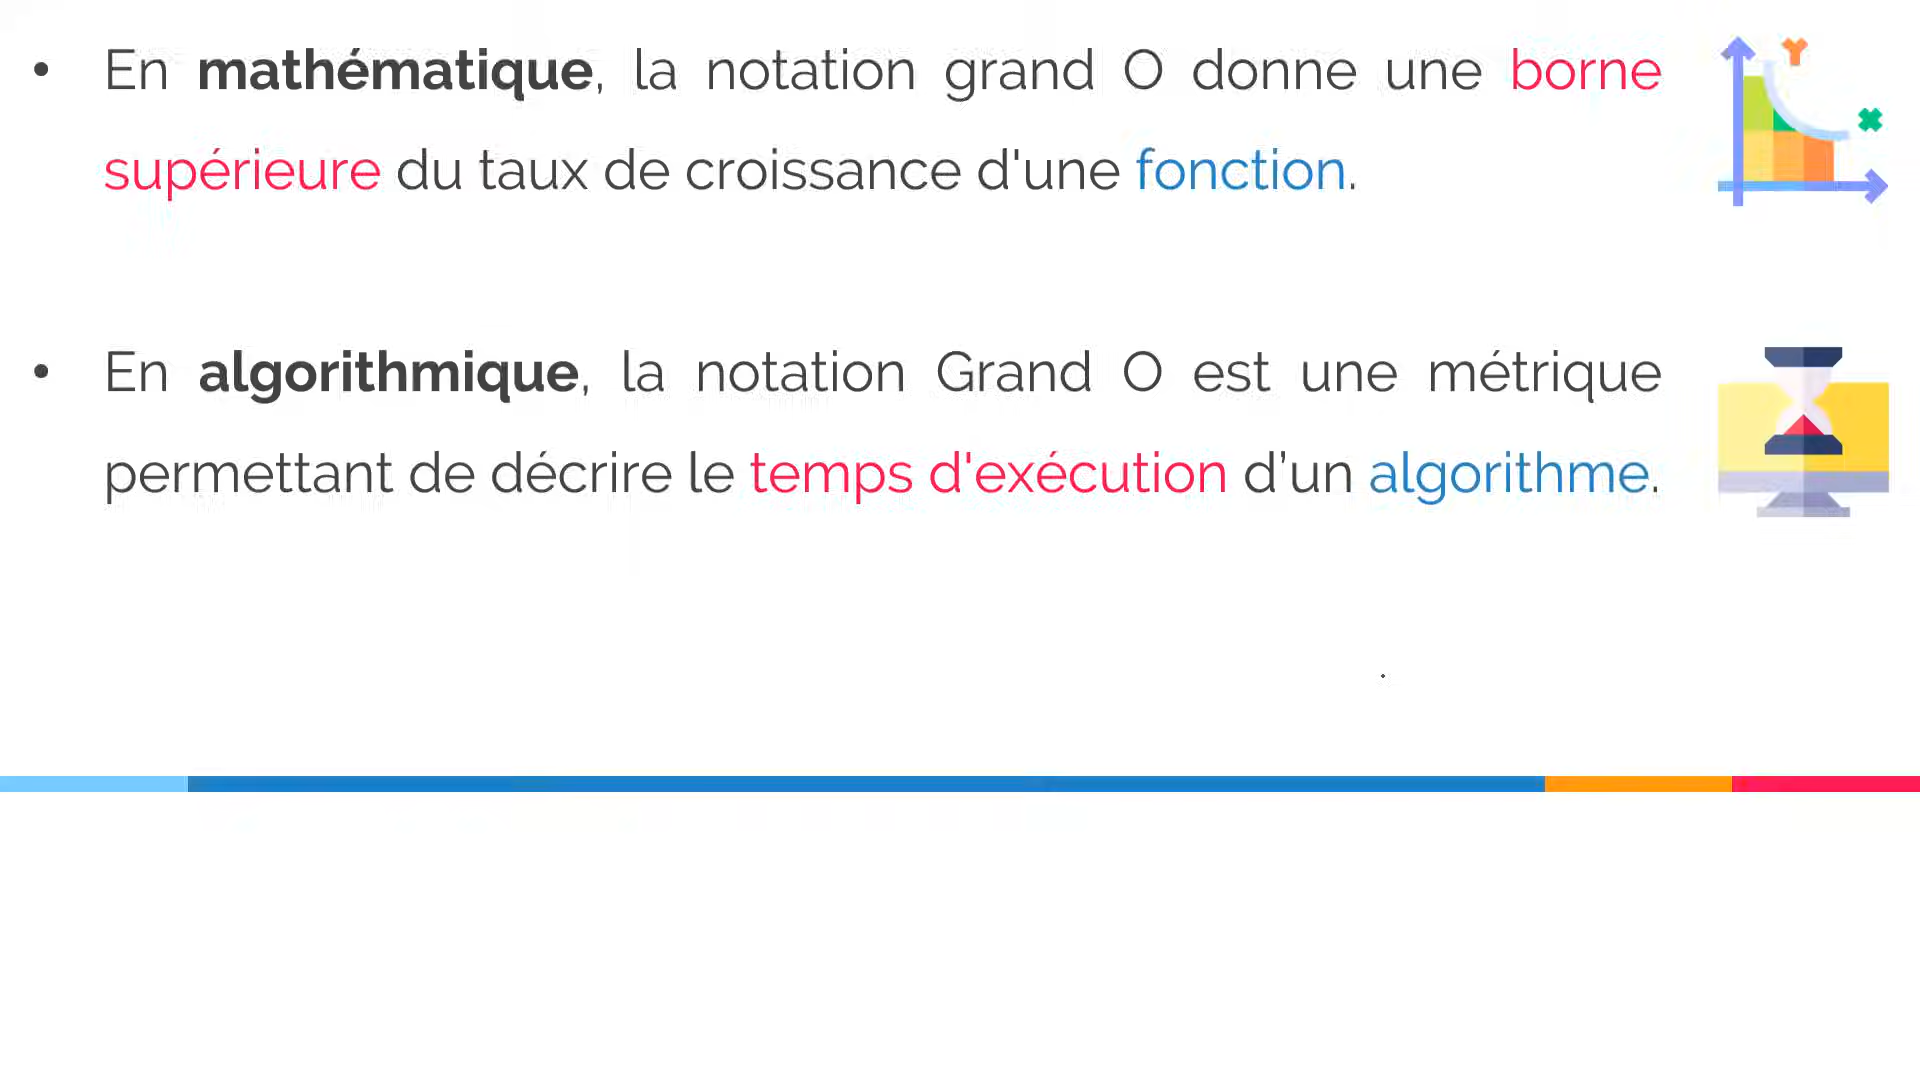 • En mathématique, la notation grand O donne une borne
supérieure du taux de croissance d'une fonction.
• En algorithmique, la notation Grand O est une métrique
permettant de décrire le temps d'exécution d’un algorithme.
Y
X